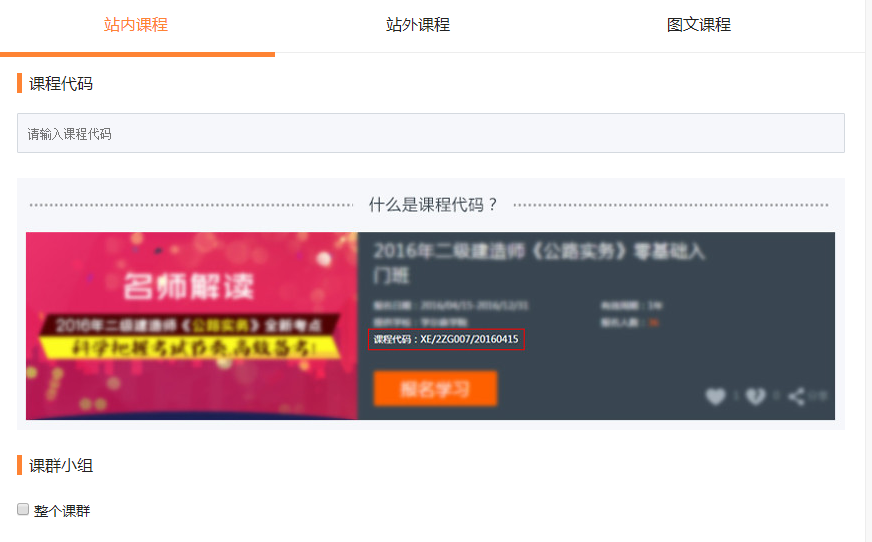 站内课程
站外课程
图文课程
课程代码
请输入课程代码
什么是课程代码？
名师解读
2016年二级建造师《公路实务》零基础入
门班
2016年二级建造师《公路实务》全新考点
科学把握考试节奏,高效备考!
报名日期：2016/04/15-2016/12/31
课程代码：XE/2ZG007/20160415
报名学习
课群小组
整个课群